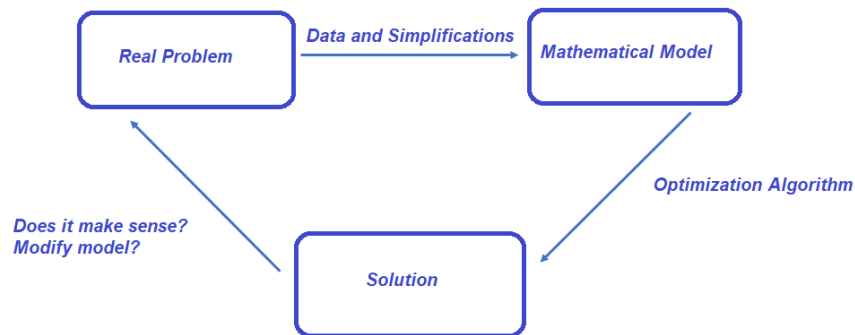 Real Problem
Data and Simplifications
Mathematical Model
Optimization Algorithm
Does it make sense?
Modify model?
Solution